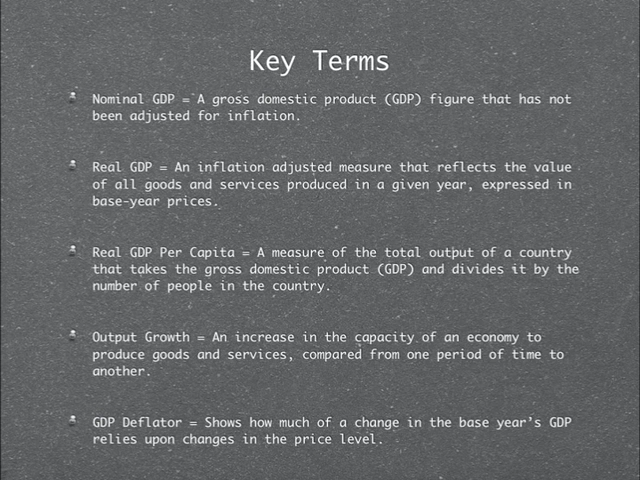 Key Terms
Nominal GDP = A gross domestic product (GDP) figure that has not
been adjusted for inflation.
Real GDP = An inflation adjusted measure that reflects the value
of all goods and services produced in a given year, expressed in
base-year prices.
Real GDP Per Capita = A measure of the total output of a country
that takes the gross domestic product (GDP) and divides it by the
number of people in the country.
Output Growth = An increase in the capacity of an economy to
produce goods and services, compared from one period of time to
another.
GDP Deflator = Shows how much of a change in the base year’s GDP
relies upon changes in the price level.